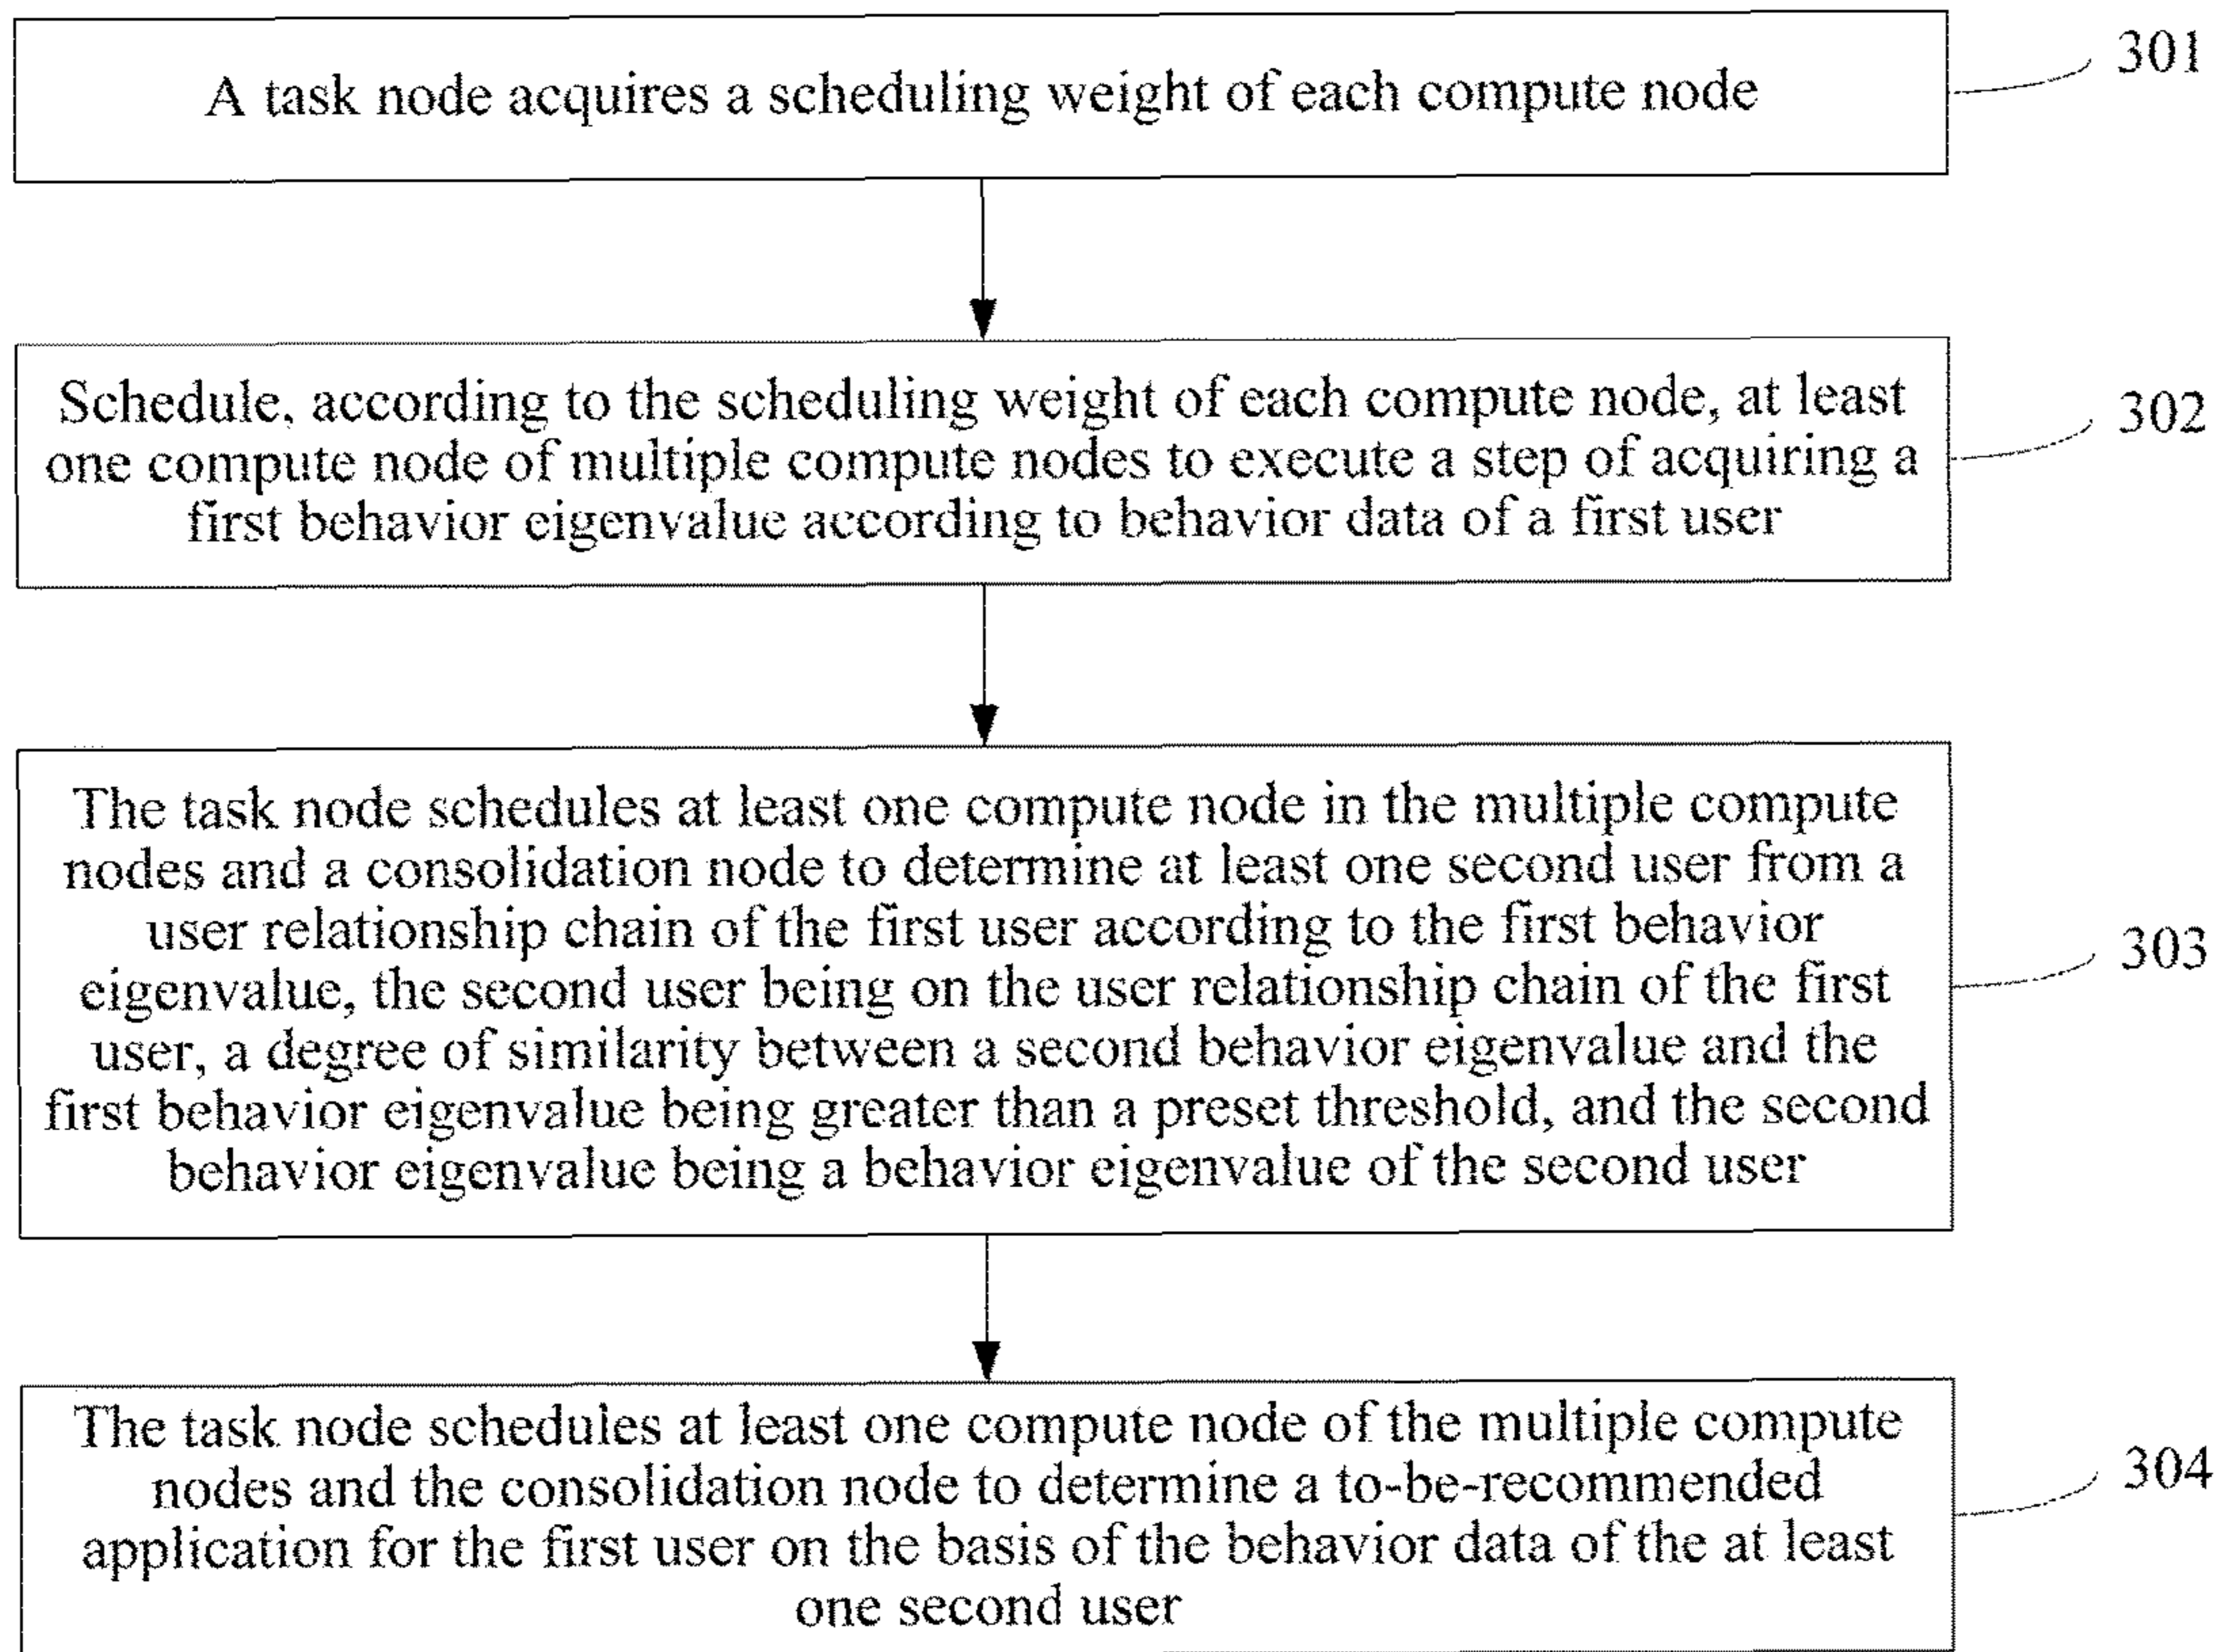 A task node acquires a scheduling weight of each compute node
301
Schedule, according to the scheduling weight of each compute node, at least
one compute node of multiple compute nodes to execute a step of acquiring a
first behavior eigenvalue according to behavior data of a first user
302
The task node schedules at least one compute node in the multiple compute
nodes and a consolidation node to determine at least one second user from a
user relationship chain of the first user according to the first behavior
eigenvalue, the second user being on the user relationship chain of the first
user, a degree of similarity between a second behavior eigenvalue and the
first behavior eigenvalue being greater than a preset threshold, and the second
behavior eigenvalue being a behavior eigenvalue of the second user
303
The task node schedules at least one compute node of the multiple compute
nodes and the consolidation node to determine a to-be-recommended
application for the first user on the basis of the behavior data of the at least
one second user
304